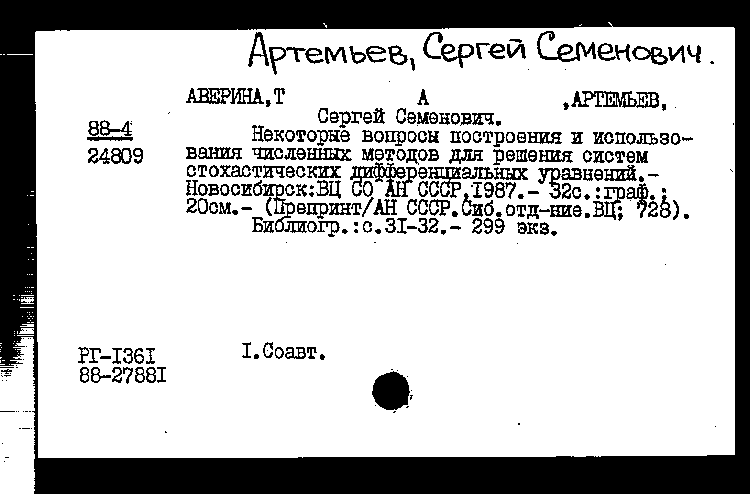 Артемьев, Сергей Семенович.
АВЕРИНА,Т А ,АРТЕМЬЕВ,
Сергей Семенович.
88-4
Некоторые вопросы построения и использо-
24809
вания численных методов для решения систем
стохастических дифференциальных уравнений.-
Новосибирск:ВЦ СО АН СССР,1987.- 32с.:граф.;
20см.- (Препринт/АН СССР.Сиб.отд-ние.ВЦ; 728).
Библиогр.:с.31-32.- 299 экз.
РГ-1361
1.Соавт.
88-27881